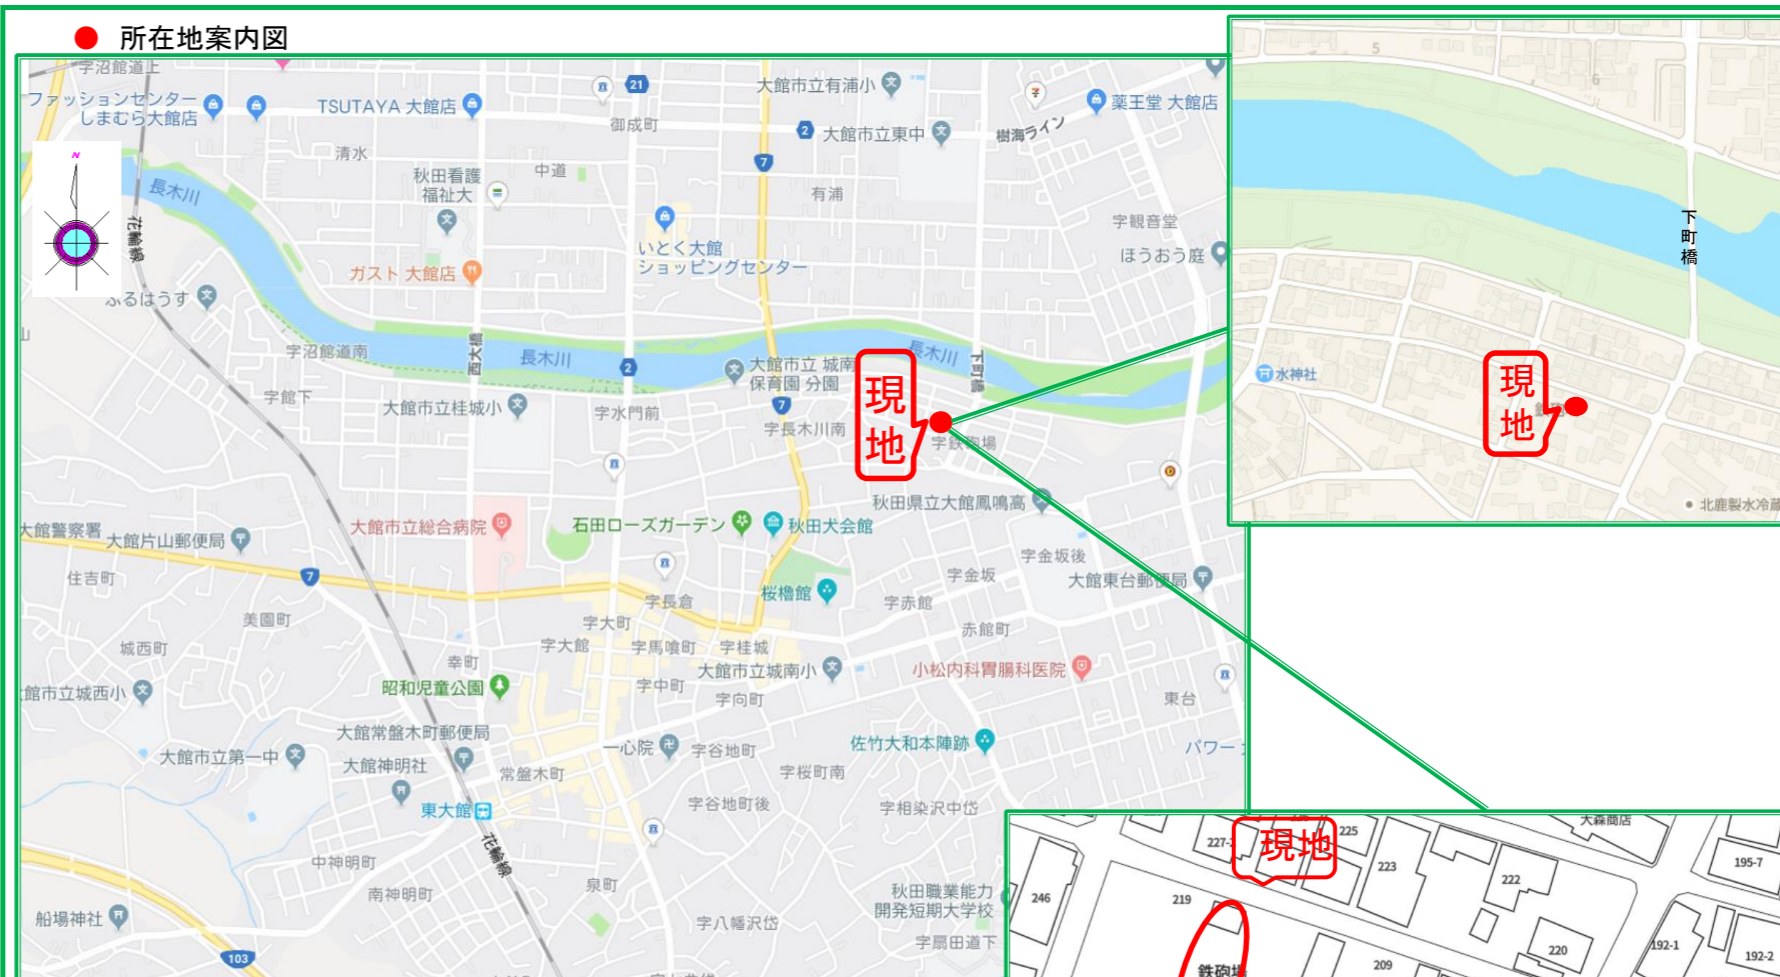 所在地案内図
字沼館道上
ファッションセンター
しまむら大館店
TSUTAYA 大館店
21
御成町
大館市立有浦小
2
大館市立東中
樹海ライン
薬王堂 大館店
N
清水
長木川
花輪線
秋田看護
福祉大
中道
7
有浦
字観音堂
いとく大館
ショッピングセンター
ほうおう庭
ガスト 大館店
ふるはうす
字沼館道南
西大橋
長木川
2
大館市立 城南
保育園 分園
長木川
下町橋
字館下
大館市立桂城小
字水門前
7
字長木川南
現地
字鉄砲場
秋田県立大館鳳鳴高
大館警察署
大館片山郵便局
大館市立総合病院
石田ローズガーデン
秋田犬会館
字金坂後
住吉町
7
字金坂
大館東台郵便局
桜櫓館
字長倉
字赤館
美園町
字大町
赤館町
城西町
字大館
字馬喰町
字桂城
幸町
大館市立城南小
小松内科胃腸科医院
館市立城西小
昭和児童公園
字中町
字向町
東台
大館常盤木町郵便局
大館市立第一中
大館神明社
一心院
字谷地町
佐竹大和本陣跡
パワー
常盤木町
字桜町南
東大館
字谷地町後
字相染沢中岱
花輪線
中神明町
南神明町
泉町
秋田職業能力
開発短期大学校
船場神社
字八幡沢岱
字扇田道下
103
5
6
下町橋
水神社
現地
北鹿製水冷蔵
大森商店
227-
現地
225
223
222
195-7
246
219
220
192-1
192-2
209
鉄砲場